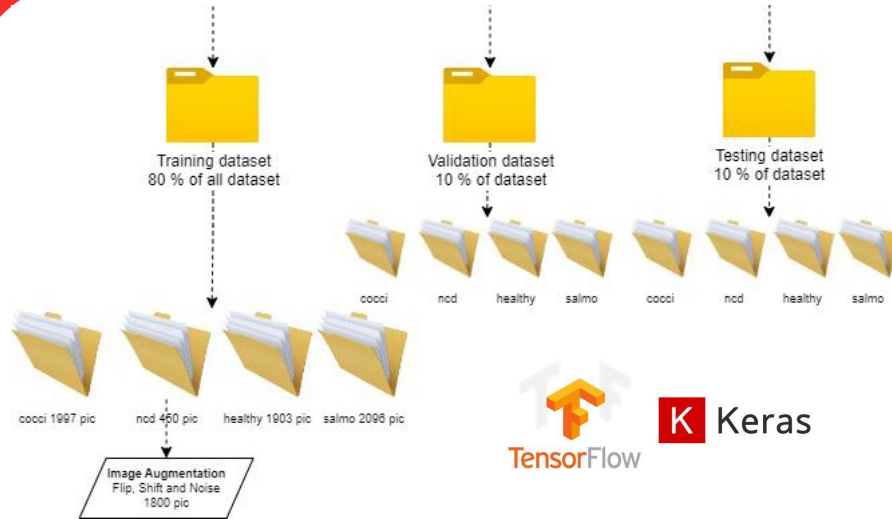 Training dataset
80 % of all dataset
Validation dataset
10 % of dataset
Testing dataset
10 % of dataset
cocci
ncd
healthy
salmo
cocci
ncd
healthy
salmo
cocci 1997 pic
ncd 450 pic
healthy 1903 pic
salmo 2096 pic
Image Augmentation
Flip, Shift and Noise
1800 pic
TensorFlow
K Keras